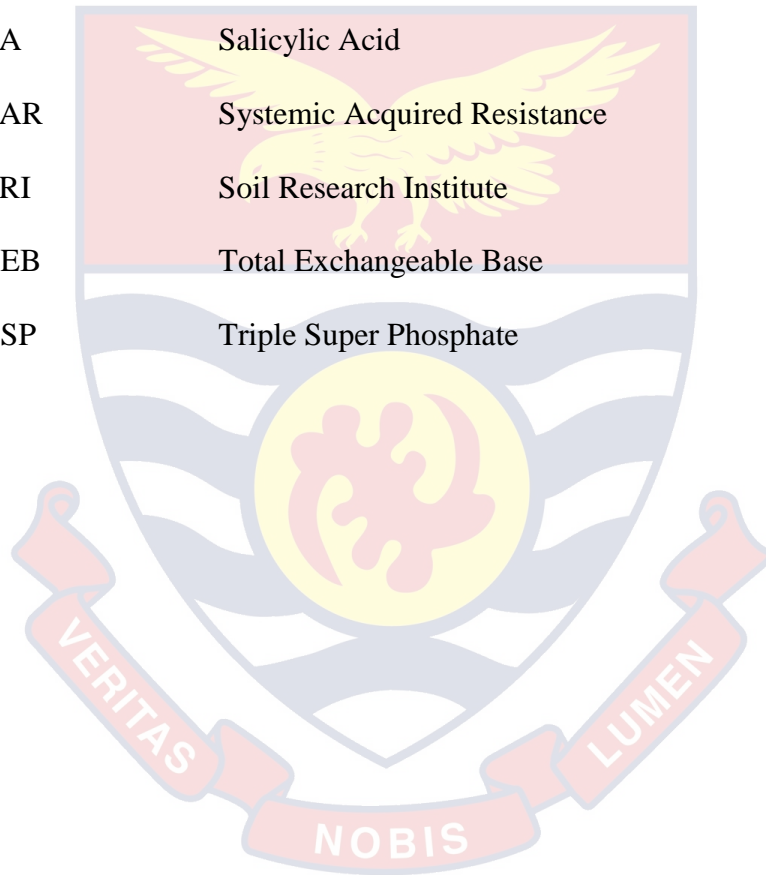 A Salicylic Acid
AR Systemic Acquired Resistance
RI Soil Research Institute
EB Total Exchangeable Base
SP Triple Super Phosphate
VERITAS NOBIS LUMEN